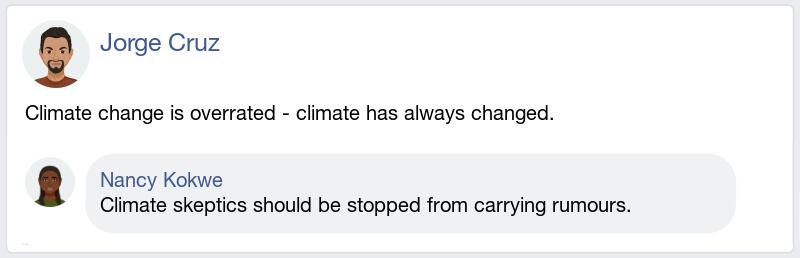 Jorge Cruz
Climate change is overrated - climate has always changed.
Nancy Kokwe
Climate skeptics should be stopped from carrying rumours.